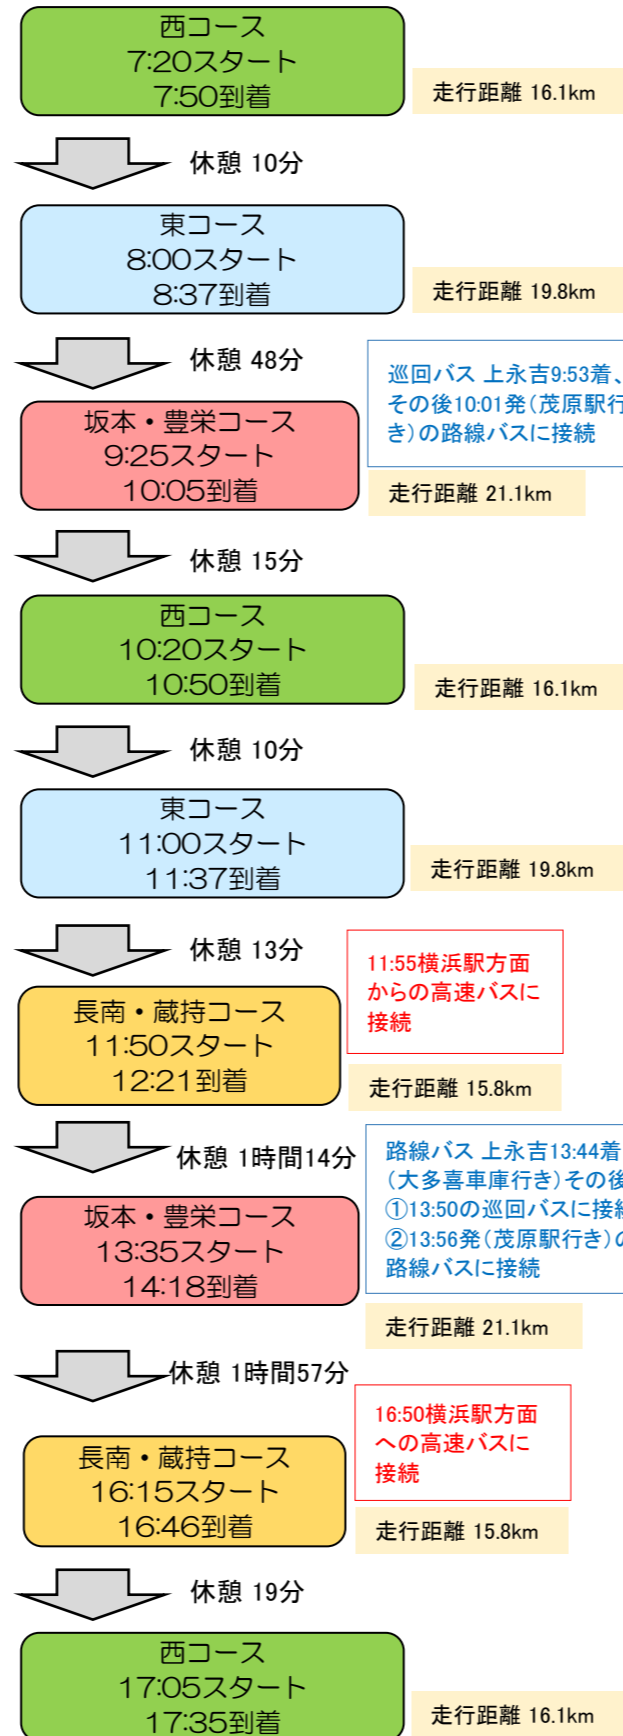 西コース
7:20スタート
7:50到着
走行距離 16.1km
休憩 10分
東コース
8:00スタート
8:37到着
走行距離 19.8km
休憩 48分
巡回バス 上永吉9:53着、
その後10:01発(茂原駅行
き)の路線バスに接続
坂本・豊栄コース
9:25スタート
10:05到着
走行距離 21.1km
休憩 15分
西コース
10:20スタート
10:50到着
走行距離 16.1km
休憩 10分
東コース
11:00スタート
11:37到着
走行距離 19.8km
休憩 13分
11:55横浜駅方面
からの高速バスに
接続
長南・蔵持コース
11:50スタート
12:21到着
走行距離 15.8km
休憩 1時間14分
路線バス 上永吉13:44着
(大多喜車庫行き)その後
①13:50の巡回バスに接続
②13:56発(茂原駅行き)の
路線バスに接続
坂本・豊栄コース
13:35スタート
14:18到着
走行距離 21.1km
休憩 1時間57分
16:50横浜駅方面
への高速バスに
接続
長南・蔵持コース
16:15スタート
16:46到着
走行距離 15.8km
休憩 19分
西コース
17:05スタート
17:35到着
走行距離 16.1km